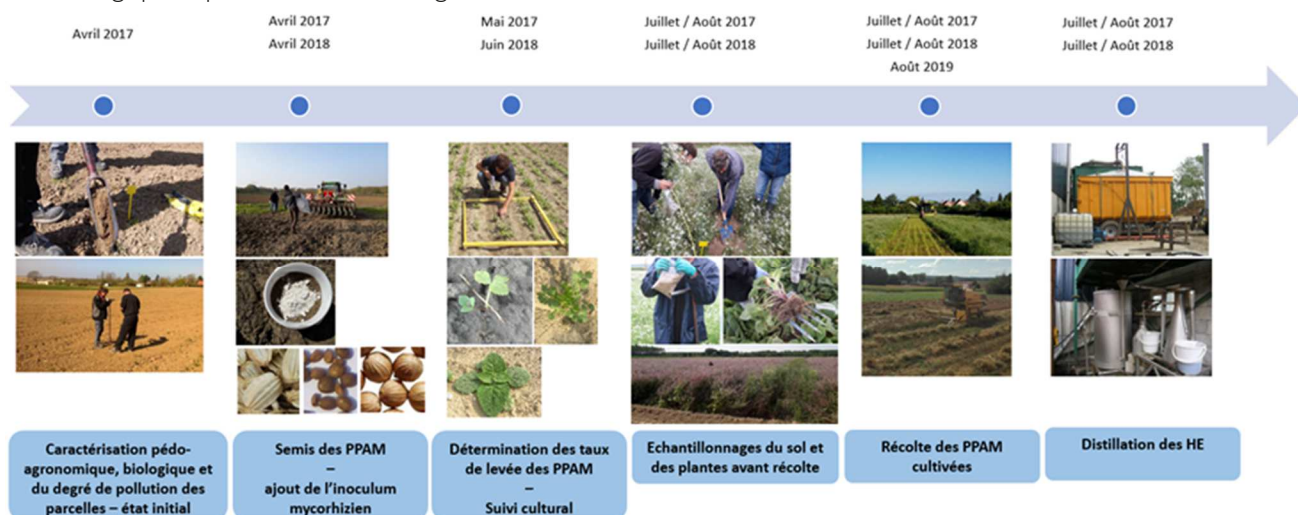 Avril 2017
Avril 2017
Avril 2018
Mai 2017
Juin 2018
Juillet / Août 2017
Juillet / Août 2018
Juillet / Août 2017
Juillet / Août 2018
Août 2019
Juillet / Août 2017
Juillet / Août 2018
Caractérisation pédo-
agronomique, biologique et
du degré de pollution des
parcelles – état initial
Semis des PPAM
–
ajout de l’inoculum
mycorhizien
Détermination des taux
de levée des PPAM
–
Suivi cultural
Echantillonnages du sol et
des plantes avant récolte
Récolte des PPAM
cultivées
Distillation des HE